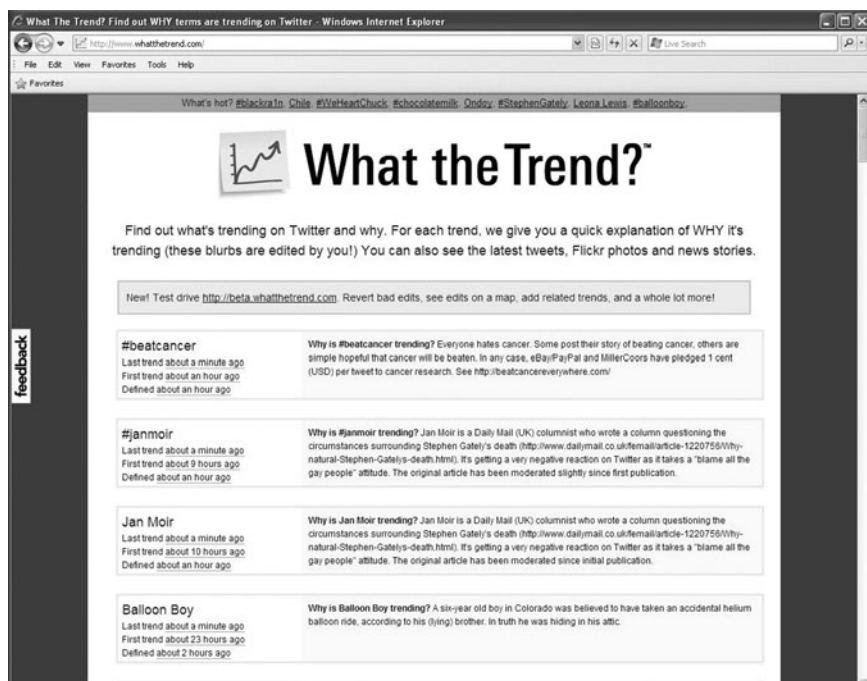 What The Trend? Find out WHY terms are trending on Twitter - Windows Internet Explorer
http://www.whatthetrend.com/
Live Search
File Edit View Favorites Tools Help
Favorites
What's hot? #blackra1n, Chile, #WeHeartChuck, #chocolatemilk, Ondoy, #StephenGately, Leona Lewis, #balloonboy,
What the Trend?™
Find out what's trending on Twitter and why. For each trend, we give you a quick explanation of WHY it's
trending (these blurbs are edited by you!) You can also see the latest tweets, Flickr photos and news stories.
New! Test drive http://beta.whatthetrend.com. Revert bad edits, see edits on a map, add related trends, and a whole lot more!
feedback
#beatcancer
Last trend about a minute ago
First trend about an hour ago
Defined about an hour ago
Why is #beatcancer trending? Everyone hates cancer. Some post their story of beating cancer, others are
simple hopeful that cancer will be beaten. In any case, eBay/PayPal and MillerCoors have pledged 1 cent
(USD) per tweet to cancer research. See http://beatcancereverywhere.com/
#janmoir
Last trend about a minute ago
First trend about 9 hours ago
Defined about an hour ago
Why is #janmoir trending? Jan Moir is a Daily Mail (UK) columnist who wrote a column questioning the
circumstances surrounding Stephen Gately's death (http://www.dailymail.co.uk/femail/article-1220756/Why-
natural-Stephen-Gatelys-death.html). It's getting a very negative reaction on Twitter as it takes a "blame all the
gay people" attitude. The original article has been moderated slightly since first publication.
Jan Moir
Last trend about a minute ago
First trend about 10 hours ago
Defined about an hour ago
Why is Jan Moir trending? Jan Moir is a Daily Mail (UK) columnist who wrote a column questioning the
circumstances surrounding Stephen Gately's death (http://www.dailymail.co.uk/femail/article-1220756/Why-
natural-Stephen-Gatelys-death.html). It's getting a very negative reaction on Twitter as it takes a "blame all the
gay people" attitude. The original article has been moderated since initial publication.
Balloon Boy
Last trend about a minute ago
First trend about 23 hours ago
Defined about 2 hours ago
Why is Balloon Boy trending? A six-year old boy in Colorado was believed to have taken an accidental helium
balloon ride, according to his (lying) brother. In truth he was hiding in his attic.